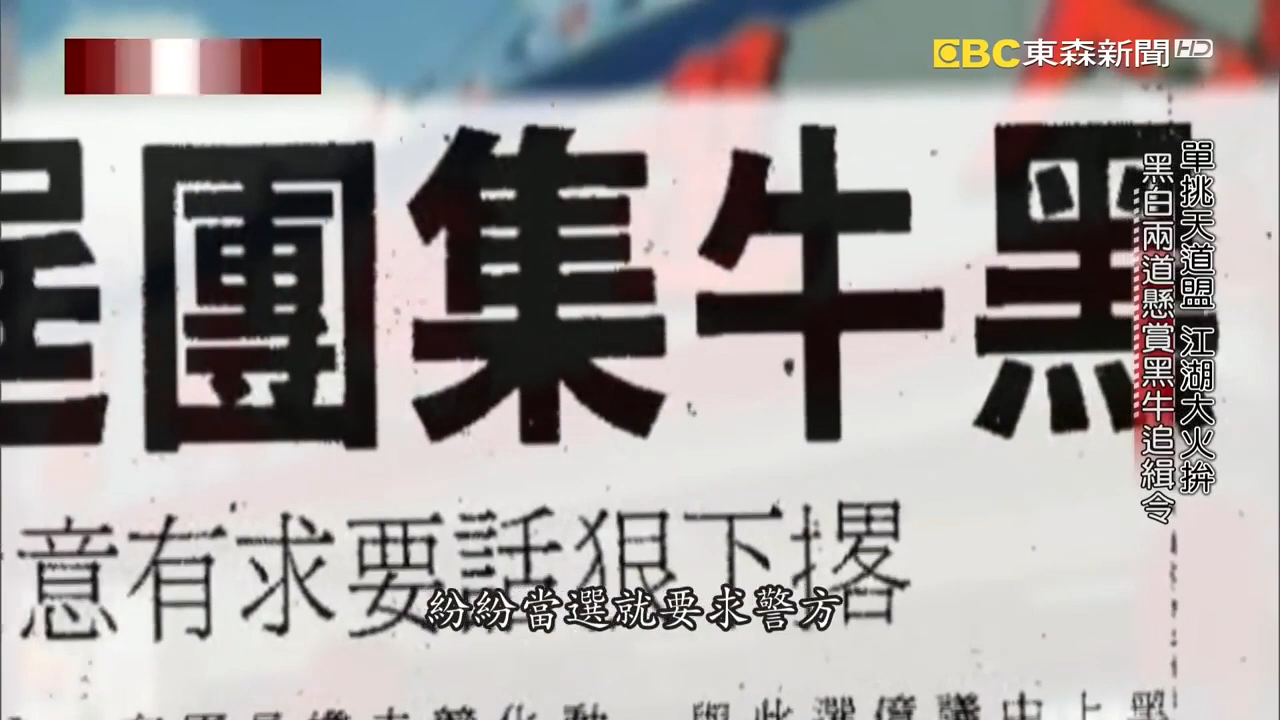 EBC東森新聞HD
單挑天道盟 江湖大火拚
黑白兩道懸賞黑牛追緝令
黑牛集團
撂下狠話要求有意
紛紛當選就要求警方